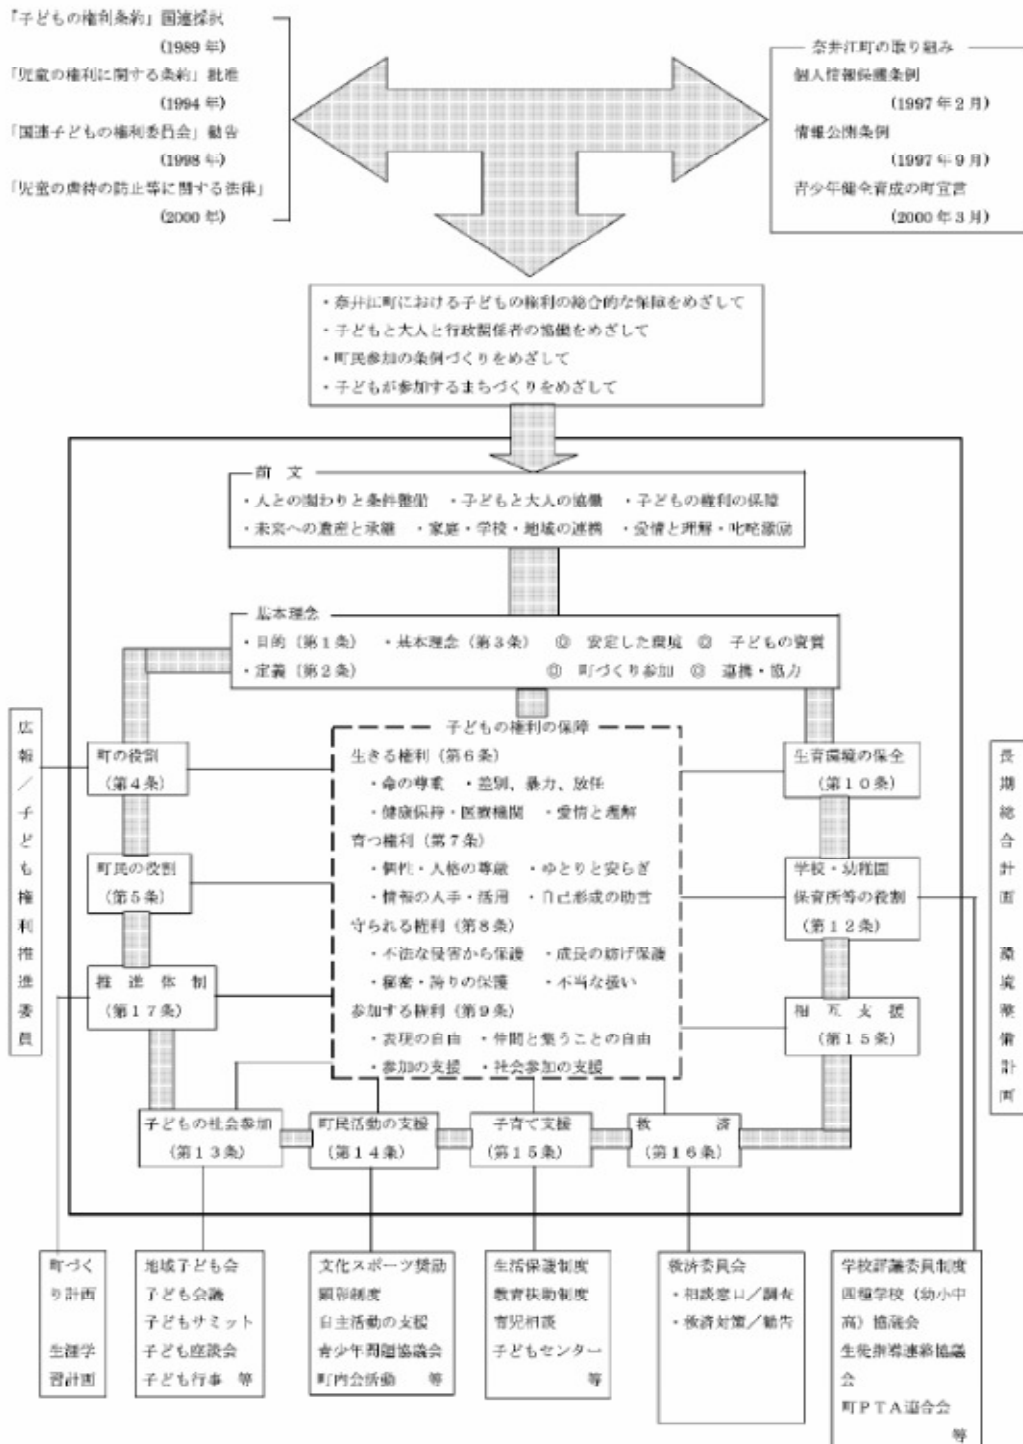 『子どもの権利条約』国連採択
(1989年)
「児童の権利に関する条約」批准
(1994年)
「国連子どもの権利委員会」勧告
(1998年)
「児童の虐待の防止等に関する法律」
(2000年)
奈井江町の取り組み
個人情報保護条例
(1997年2月)
情報公開条例
(1997年9月)
青少年健全育成の町宣言
(2000年3月)
・奈井江町における子どもの権利の総合的な保障をめざして
・子どもと大人と行政関係者の協働をめざして
・町民参加の条例づくりをめざして
・子どもが参加するまちづくりをめざして
前 文
・人との関わりと条件整備 ・子どもと大人の協働 ・子どもの権利の保障
・未来への遺産と承継 ・家庭・学校・地域の連携 ・愛情と理解・叱咤激励
基本理念
・目的(第1条) ・基本理念(第3条) ◎ 安定した環境 ◎ 子どもの資質
・定義(第2条) ◎ 町づくり参加 ◎ 連携・協力
広報/子ども権利推進委員
町の役割
(第4条)
町民の役割
(第5条)
推 進 体 制
(第17条)
子どもの権利の保障
生きる権利(第6条)
・命の尊重 ・差別、暴力、放任
・健康保持・医療機関 ・愛情と理解
育つ権利(第7条)
・個性・人格の尊厳 ・ゆとりと安らぎ
・情報の入手・活用 ・自己形成の助言
守られる権利(第8条)
・不法な侵害から保護 ・成長の妨げ保護
・秘密・誇りの保護 ・不当な扱い
参加する権利(第9条)
・表現の自由 ・仲間と集うことの自由
・参加の支援 ・社会参加の支援
生育環境の保全
(第10条)
学校・幼稚園
保育所等の役割
(第12条)
相 互 支 援
(第15条)
長期総合計画 環境整備計画
子どもの社会参加
(第13条)
町民活動の支援
(第14条)
子育て支援
(第15条)
救 済
(第16条)
町づく
り計画
生涯学
習計画
地域子ども会
子ども会議
子どもサミット
子ども座談会
子ども行事 等
文化スポーツ奨励
顕彰制度
自主活動の支援
青少年問題協議会
町内会活動 等
生活保護制度
教育扶助制度
育児相談
子どもセンター
等
救済委員会
・相談窓口/調査
・救済対策/勧告
学校評議委員制度
四種学校(幼小中
高)協議会
生徒指導連絡協議
会
町PTA連合会
等